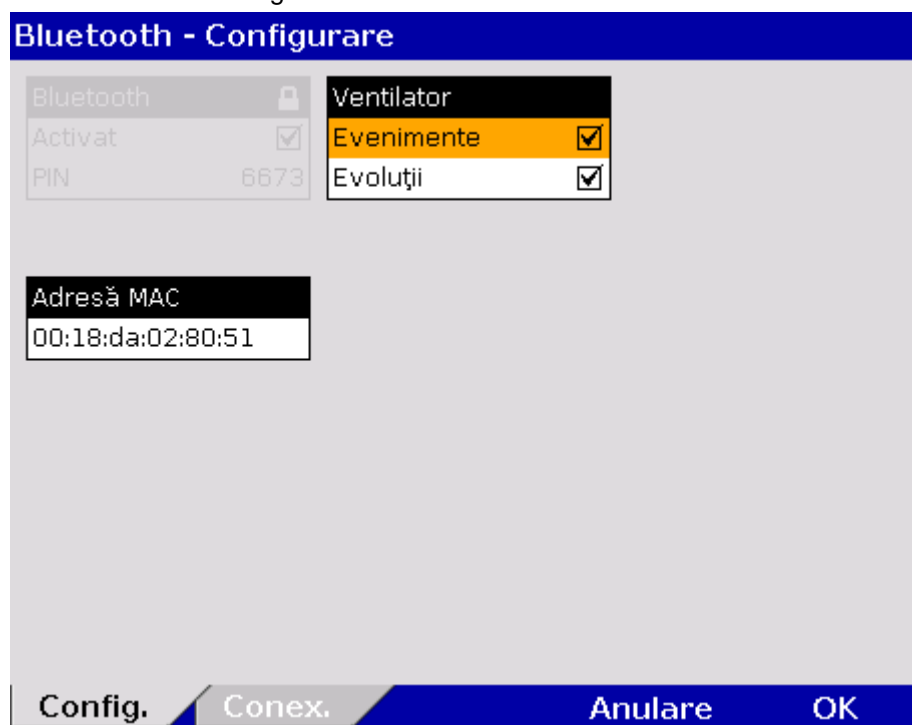 Bluetooth - Configurare
Bluetooth
Activat
PIN 6673
Ventilator
Evenimente
Evoluţii
Adresă MAC
00:18:da:02:80:51
Config.
Conex.
Anulare
OK